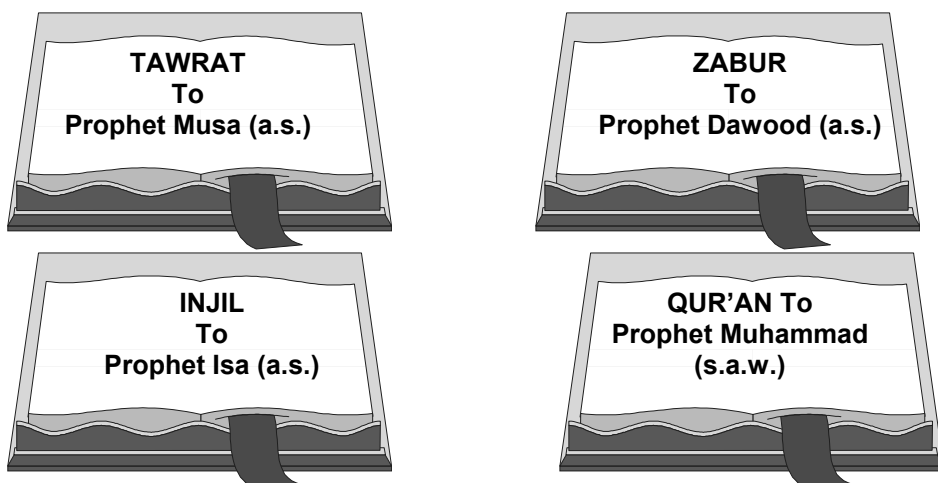 TAWRAT
To
Prophet Musa (a.s.)
ZABUR
To
Prophet Dawood (a.s.)
INJIL
To
Prophet Isa (a.s.)
QUR’AN To
Prophet Muhammad
(s.a.w.)